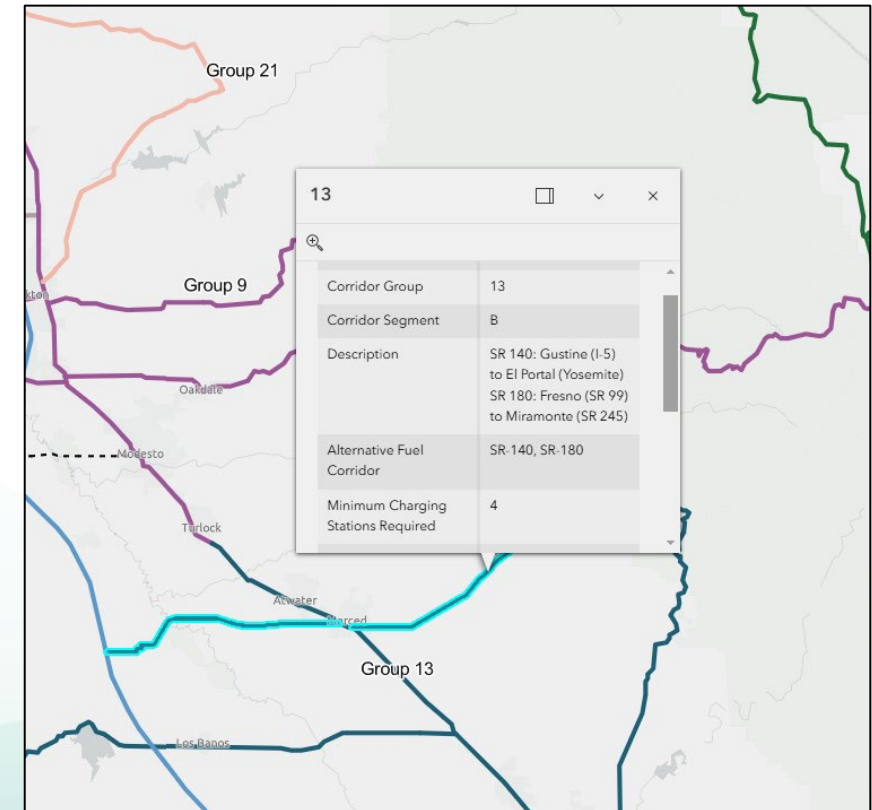 Group 21
13
Group 9
kton
Corridor Group 13
Corridor Segment B
Description SR 140: Gustine (I-5)
to El Portal (Yosemite)
SR 180: Fresno (SR 99)
to Miramonte (SR 245)
Oakdale
Alternative Fuel SR-140, SR-180
Corridor
Modesto
Minimum Charging 4
Stations Required
Turlock
Atwater
Merced
Group 13
Los Banos